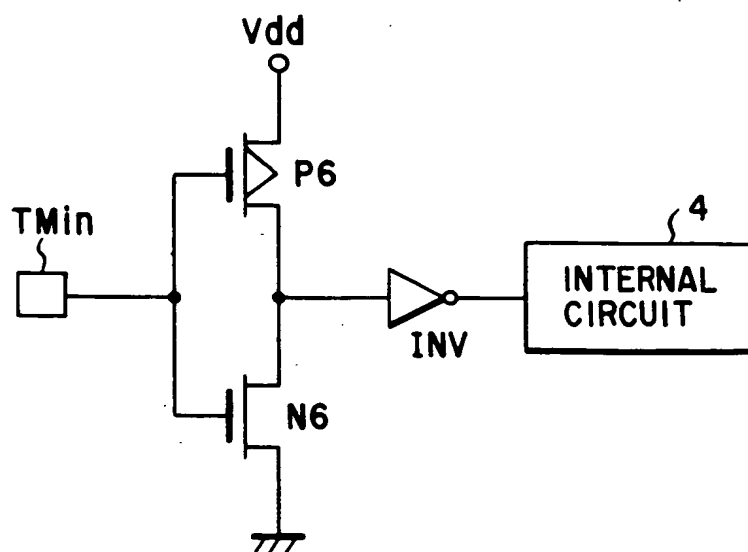 Vdd
P6
TMin
4
INTERNAL
CIRCUIT
INV
N6